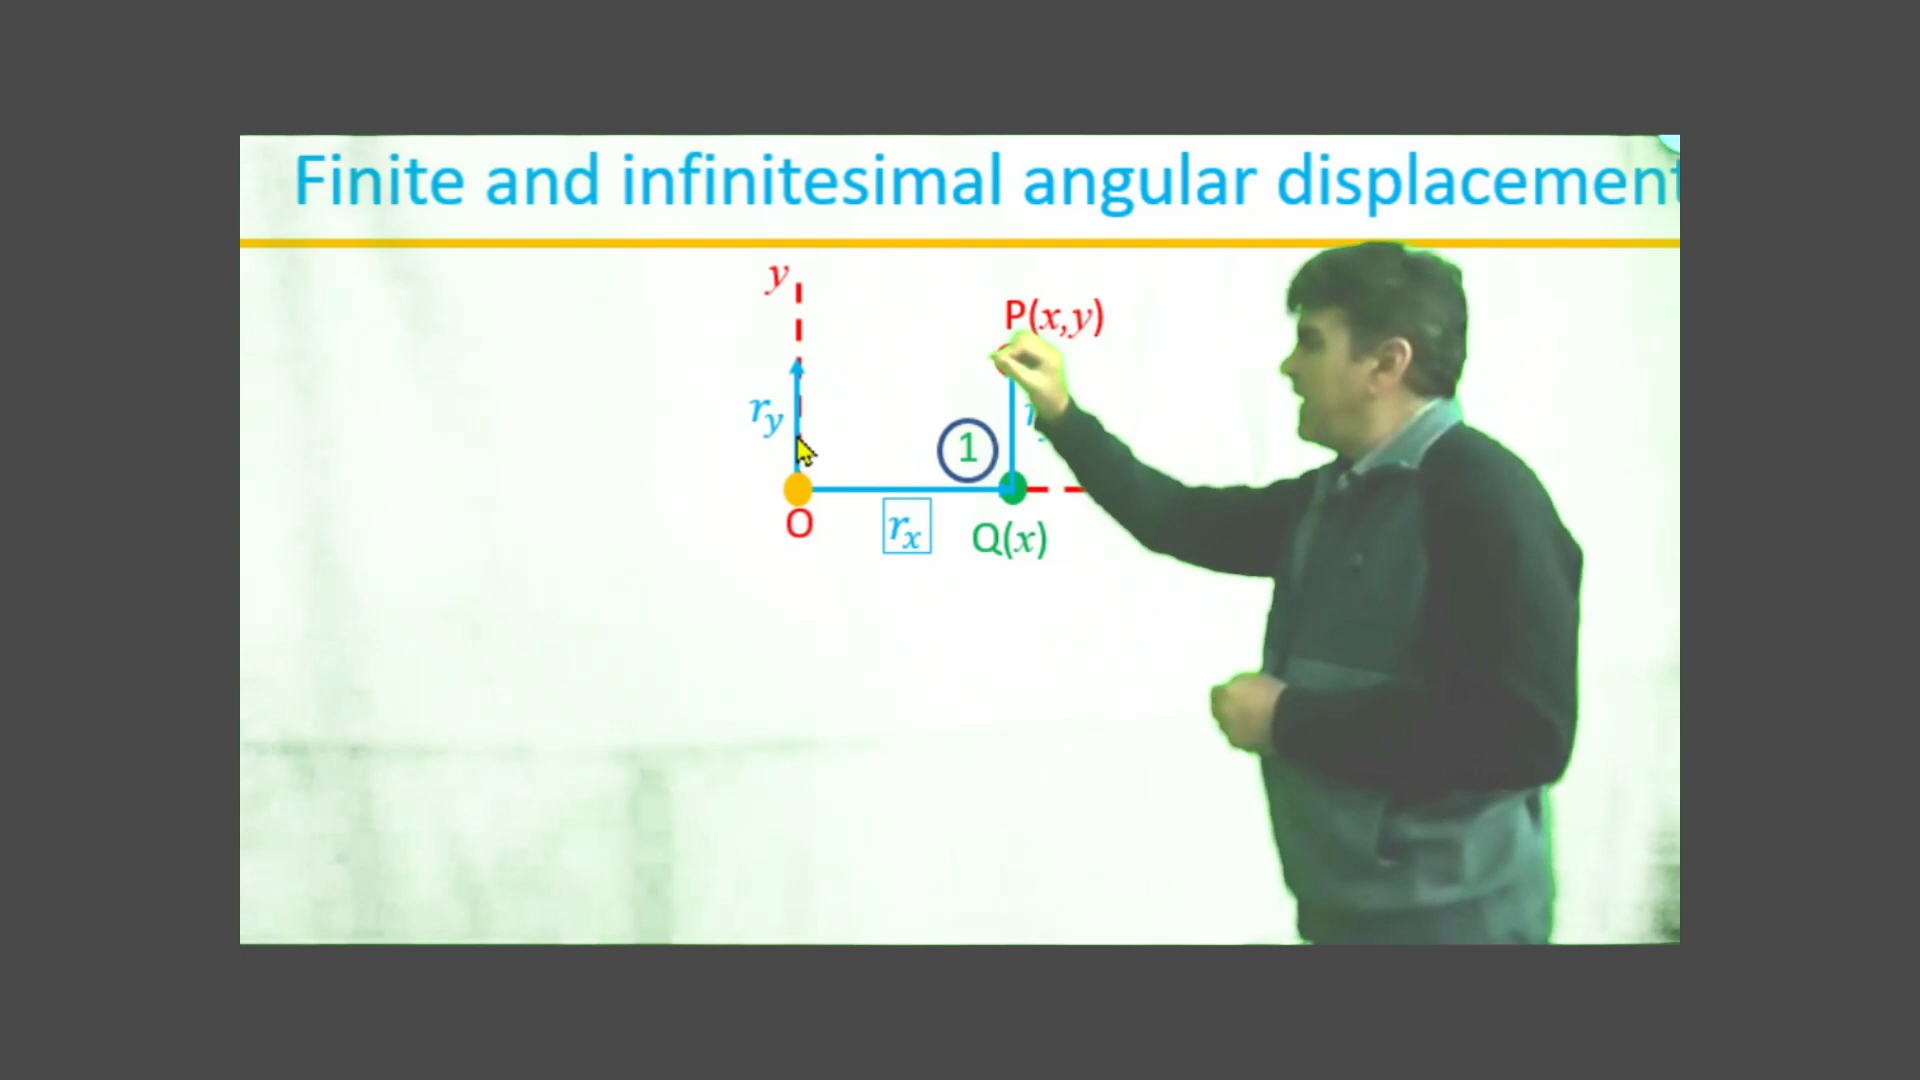 Finite and infinitesimal angular displacement
y
P(x,y)
r_y
1
O
r_x
Q(x)